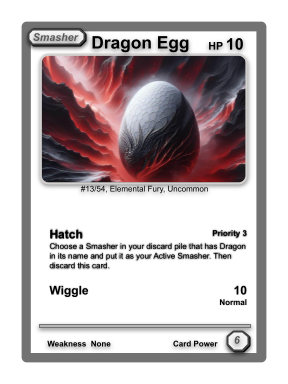 Smasher Dragon Egg HP 10
#13/54, Elemental Fury, Uncommon
Hatch Priority 3
Choose a Smasher in your discard pile that has Dragon
in its name and put it as your Active Smasher. Then
discard this card.
Wiggle 10
Normal
Weakness None Card Power 6